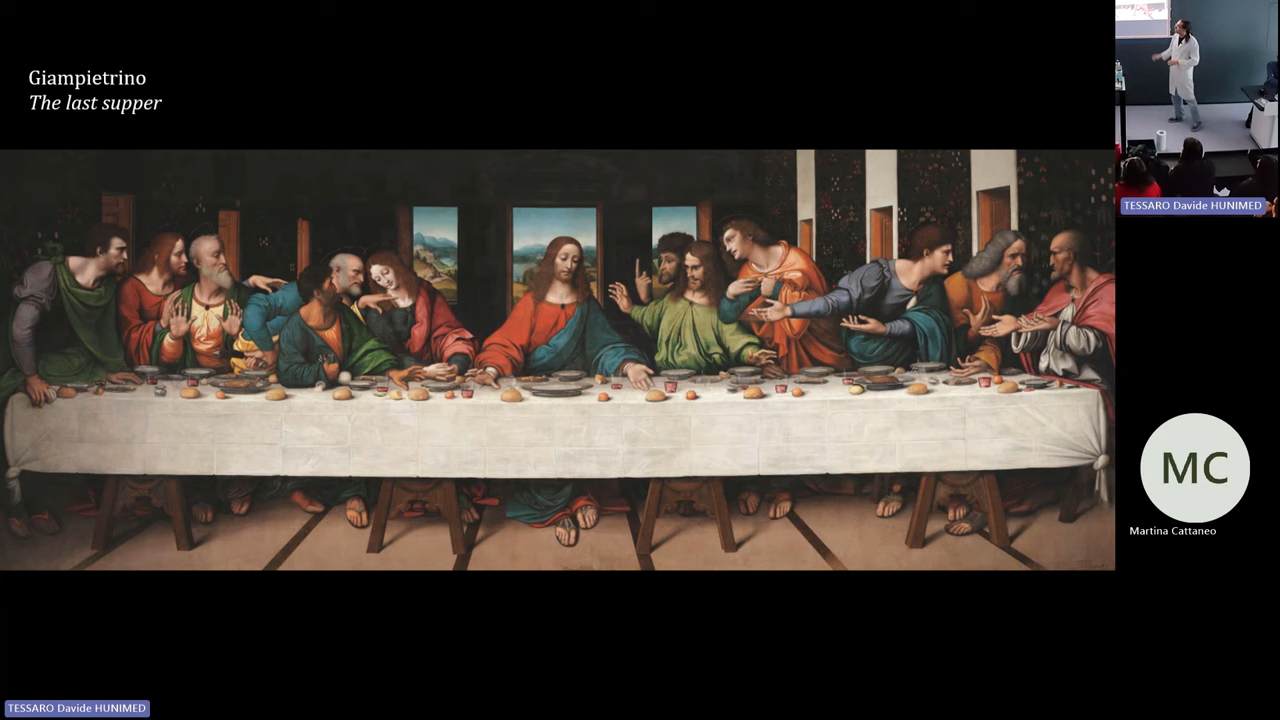 Giampietrino
The last supper
TESSARO Davide HUNIMED
MC
Martina Cattaneo
TESSARO Davide HUNIMED